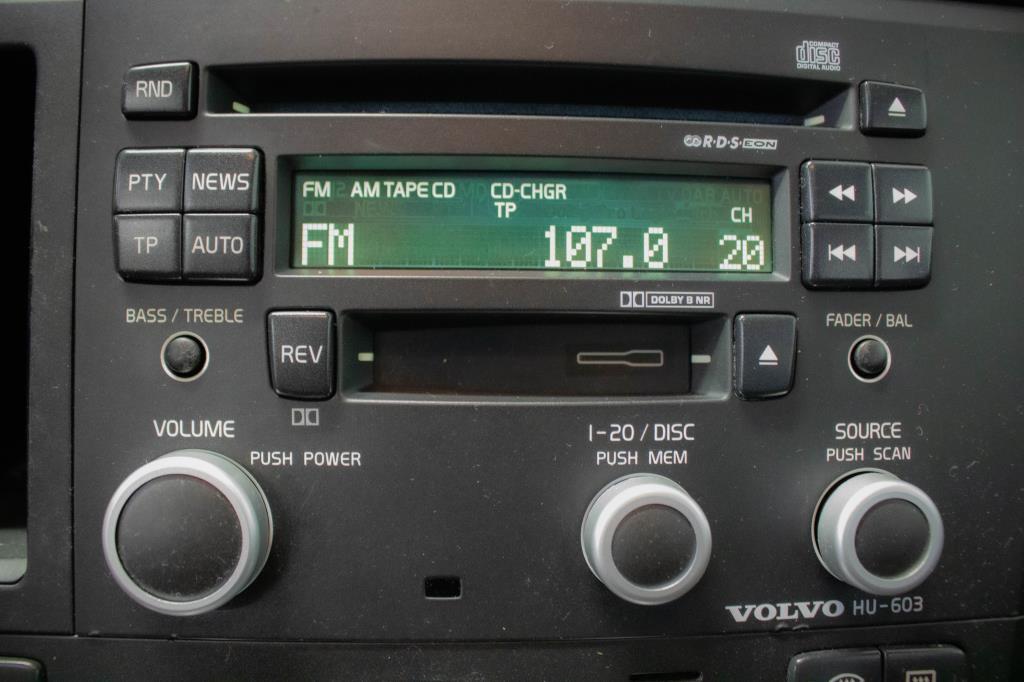 COMPACT
disc
DIGITAL AUDIO
RND
R·D·S EON
PTY NEWS
TP AUTO
FM AM TAPE CD CD-CHGR
TP
CH
FM 107.0 20
DOLBY B NR
BASS / TREBLE
FADER / BAL
REV
VOLUME
PUSH POWER
1-20 / DISC
PUSH MEM
SOURCE
PUSH SCAN
VOLVO HU-603